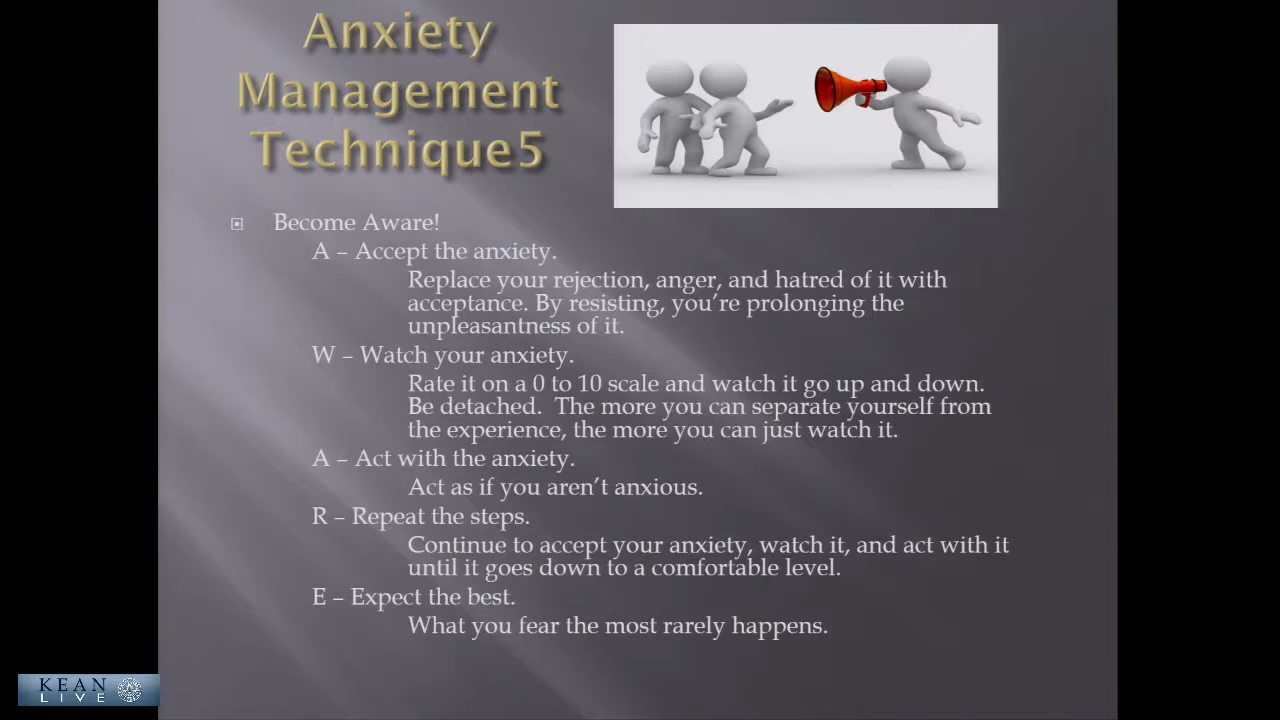 Anxiety
Management
Technique5
Become Aware!
A – Accept the anxiety.
Replace your rejection, anger, and hatred of it with
acceptance. By resisting, you’re prolonging the
unpleasantness of it.
W – Watch your anxiety.
Rate it on a 0 to 10 scale and watch it go up and down.
Be detached.  The more you can separate yourself from
the experience, the more you can just watch it.
A – Act with the anxiety.
Act as if you aren’t anxious.
R – Repeat the steps.
Continue to accept your anxiety, watch it, and act with it
until it goes down to a comfortable level.
E – Expect the best.
What you fear the most rarely happens.
KEAN
LIVE